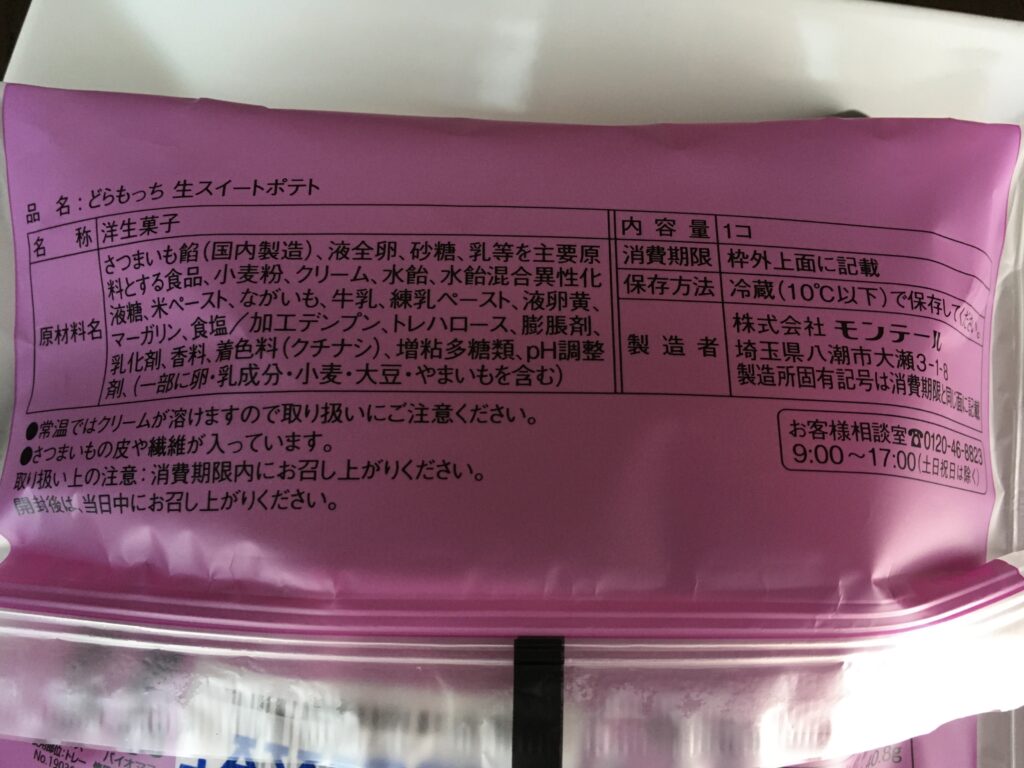 品 名:どらもっち 生スイートポテト
名 称 洋生菓子
原材料名
さつまいも餡(国内製造)、液全卵、砂糖、乳等を主要原
料とする食品、小麦粉、クリーム、水飴、水飴混合異性化
液糖、米ペースト、ながいも、牛乳、練乳ペースト、液卵黄、
マーガリン、食塩/加工デンプン、トレハロース、膨脹剤、
乳化剤、香料、着色料(クチナシ)、増粘多糖類、pH調整
剤、(一部に卵・乳成分・小麦・大豆・やまいもを含む)
内容量 1コ
消費期限 枠外上面に記載
保存方法 冷蔵(10℃以下)で保存してください。
製造者
株式会社 モンテール
埼玉県八潮市大瀬3-1-8
製造所固有記号は消費期限と同じ面に記載
●常温ではクリームが溶けますので取り扱いにご注意ください。
●さつまいもの皮や繊維が入っています。
取り扱い上の注意:消費期限内にお召し上がりください。
開封後は、当日中にお召し上がりください。
お客様相談室☎0120-46-8823
9:00〜17:00(土日祝日は除く)
バイオマス